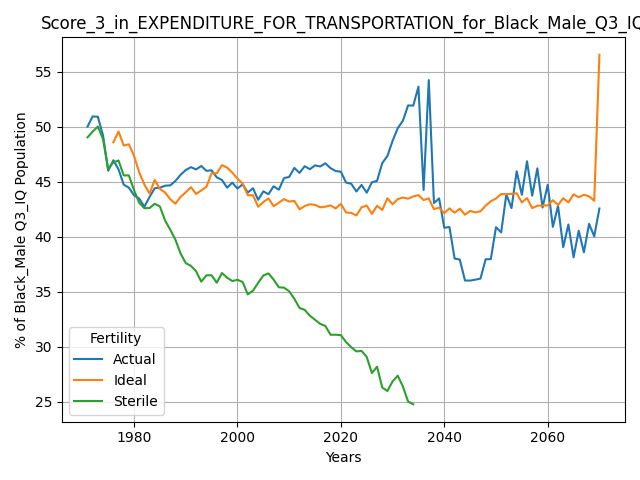 Score_3_in_EXPENDITURE_FOR_TRANSPORTATION_for_Black_Male_Q3_IQ
% of Black_Male Q3_IQ Population
55
50
45
40
35
30
25
Fertility
Actual
Ideal
Sterile
1980 2000 2020 2040 2060
Years